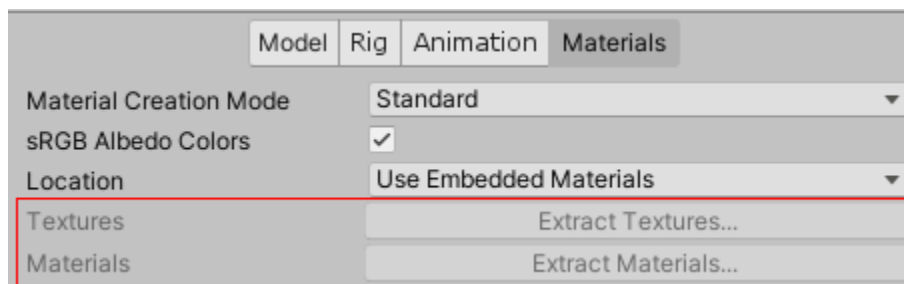 Model Rig Animation Materials
Material Creation Mode Standard
sRGB Albedo Colors
Location Use Embedded Materials
Textures Extract Textures...
Materials Extract Materials...